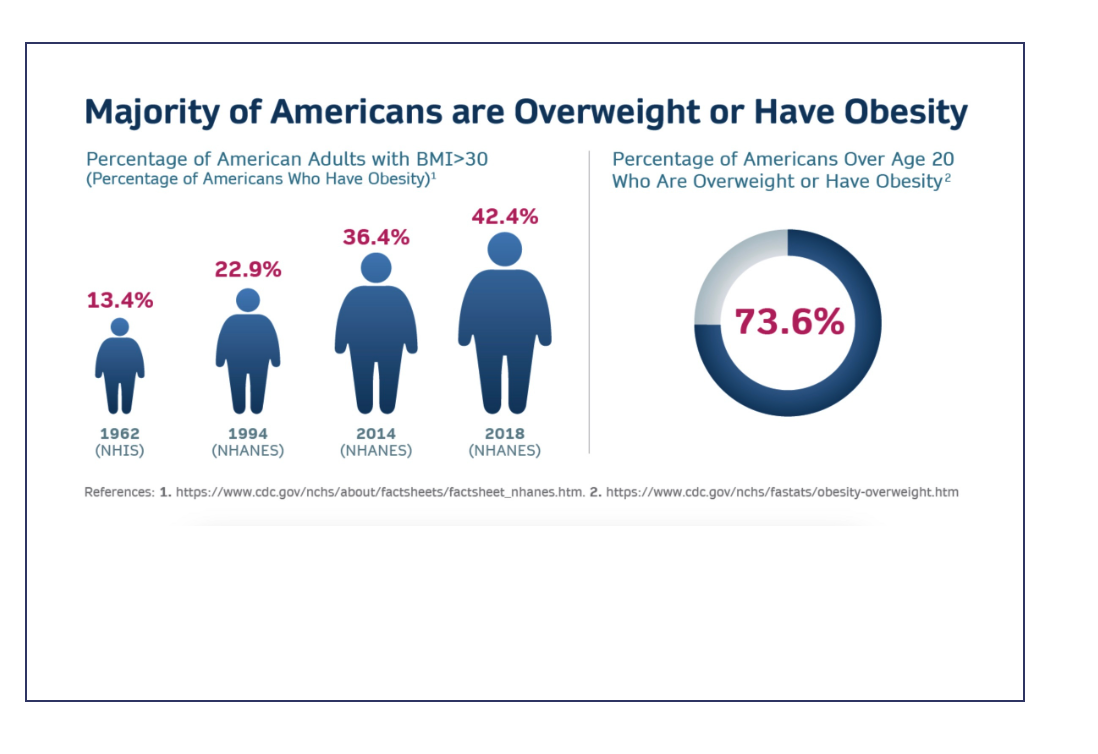 Majority of Americans are Overweight or Have Obesity
Percentage of American Adults with BMI>30
(Percentage of Americans Who Have Obesity)¹
13.4%
22.9%
36.4%
42.4%
1962
(NHIS)
1994
(NHANES)
2014
(NHANES)
2018
(NHANES)
Percentage of Americans Over Age 20
Who Are Overweight or Have Obesity²
73.6%
References: 1. https://www.cdc.gov/nchs/about/factsheets/factsheet_nhanes.htm. 2. https://www.cdc.gov/nchs/fastats/obesity-overweight.htm